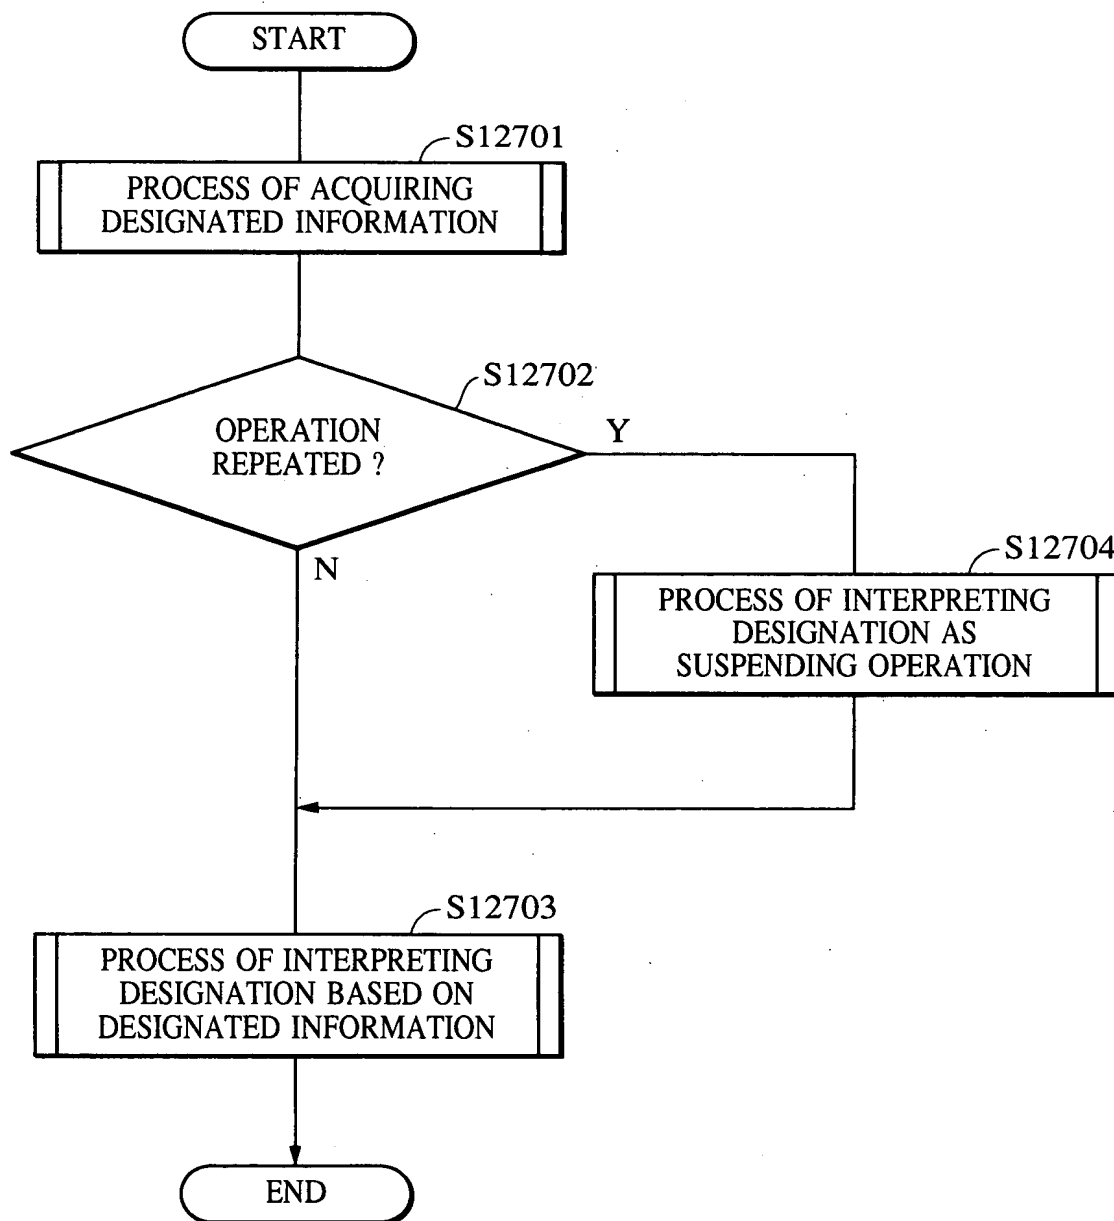 START
S12701
PROCESS OF ACQUIRING
DESIGNATED INFORMATION
S12702
OPERATION
REPEATED ?
Y
N
S12704
PROCESS OF INTERPRETING
DESIGNATION AS
SUSPENDING OPERATION
S12703
PROCESS OF INTERPRETING
DESIGNATION BASED ON
DESIGNATED INFORMATION
END